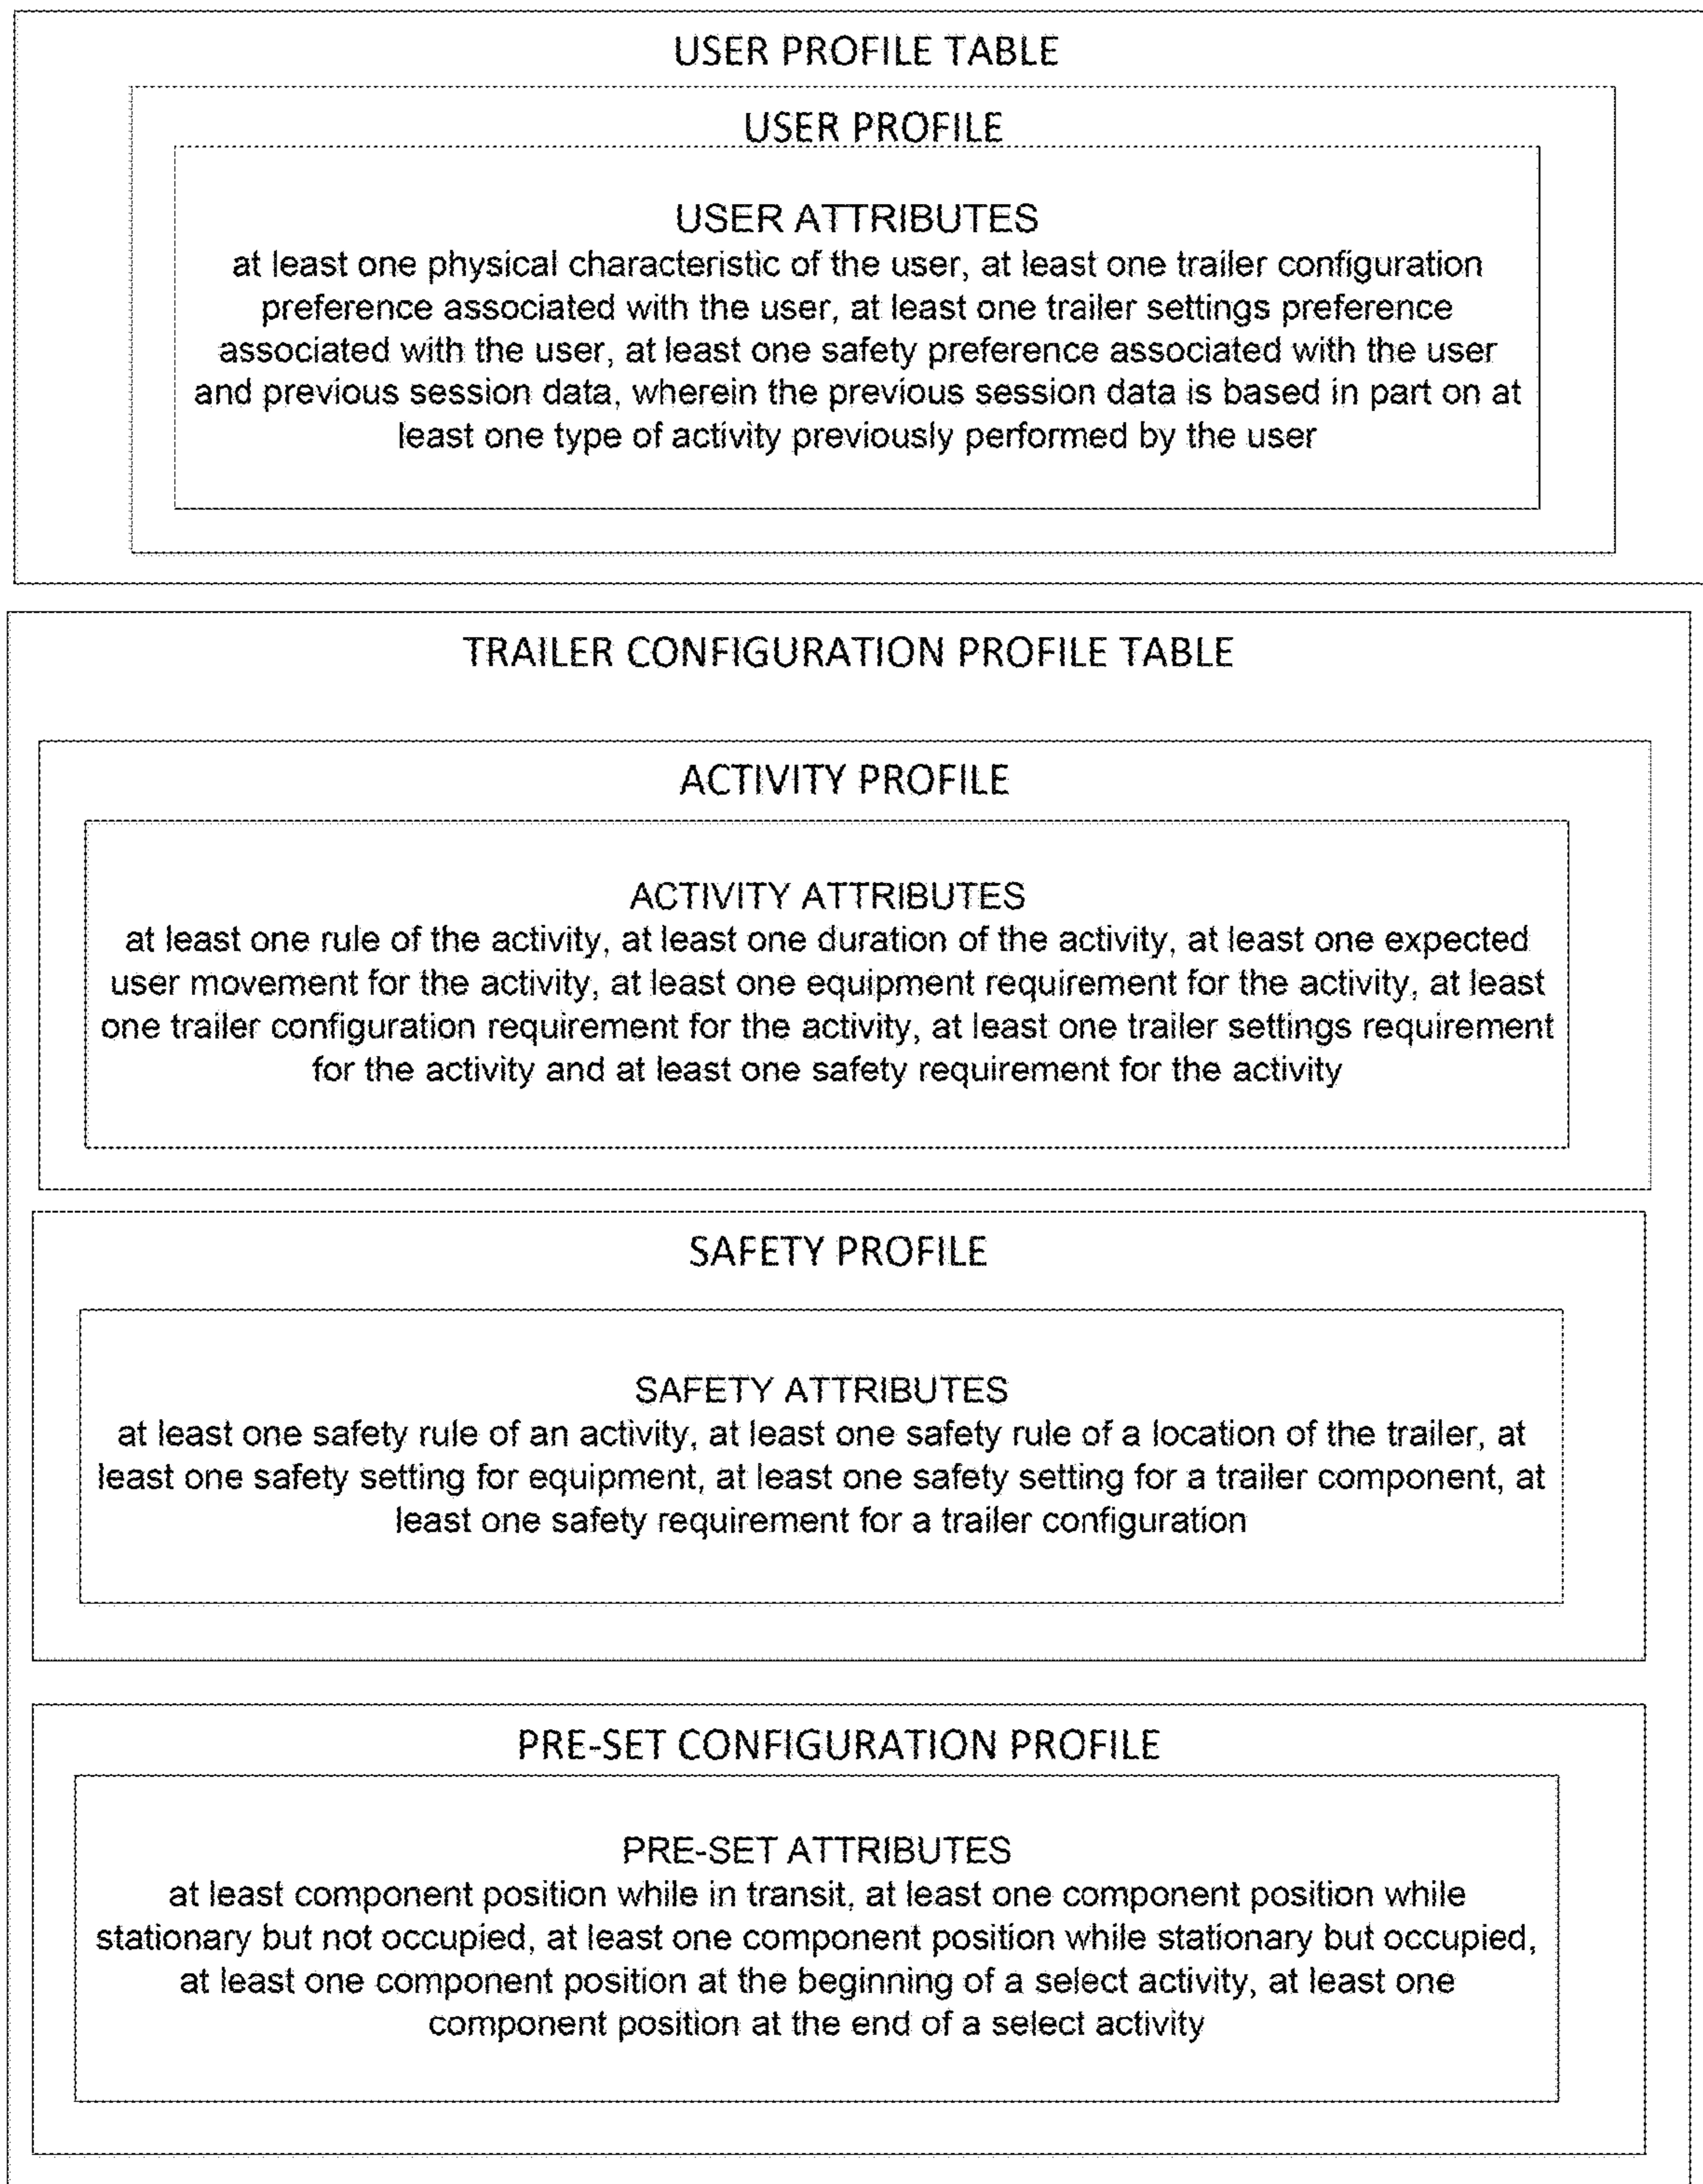 USER PROFILE TABLE
USER PROFILE
USER ATTRIBUTES
at least one physical characteristic of the user, at least one trailer configuration
preference associated with the user, at least one trailer settings preference
associated with the user, at least one safety preference associated with the user
and previous session data, wherein the previous session data is based in part on at
least one type of activity previously performed by the user
TRAILER CONFIGURATION PROFILE TABLE
ACTIVITY PROFILE
ACTIVITY ATTRIBUTES
at least one rule of the activity, at least one duration of the activity, at least one expected
user movement for the activity, at least one equipment requirement for the activity, at least
one trailer configuration requirement for the activity, at least one trailer settings requirement
for the activity and at least one safety requirement for the activity
SAFETY PROFILE
SAFETY ATTRIBUTES
at least one safety rule of an activity, at least one safety rule of a location of the trailer, at
least one safety setting for equipment, at least one safety setting for a trailer component, at
least one safety requirement for a trailer configuration
PRE-SET CONFIGURATION PROFILE
PRE-SET ATTRIBUTES
at least component position while in transit, at least one component position while
stationary but not occupied, at least one component position while stationary but occupied,
at least one component position at the beginning of a select activity, at least one
component position at the end of a select activity